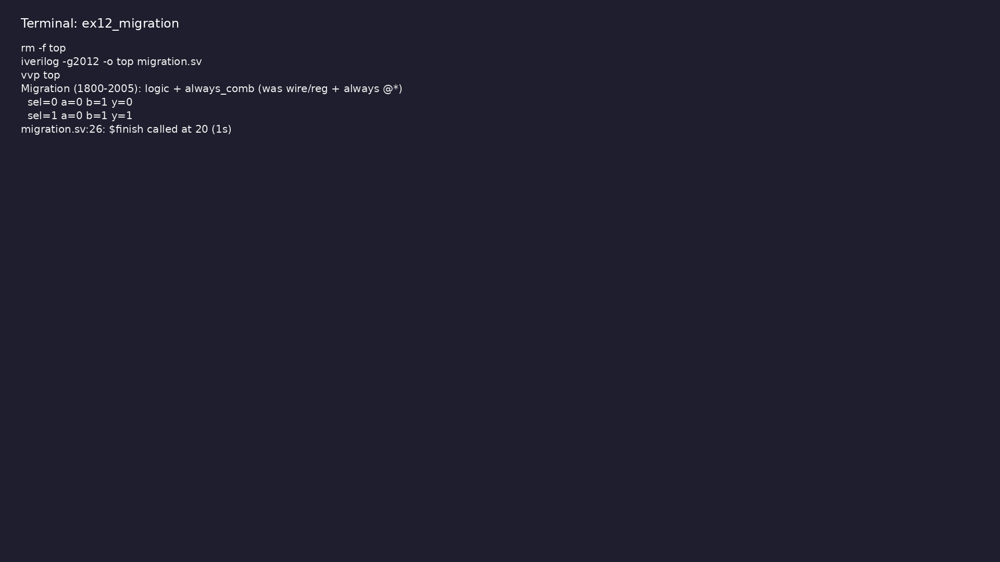 Terminal: ex12_migration
rm -f top
iverilog -g2012 -o top migration.sv
vvp top
Migration (1800-2005): logic + always_comb (was wire/reg + always @*)
sel=0 a=0 b=1 y=0
sel=1 a=0 b=1 y=1
migration.sv:26: $finish called at 20 (1s)